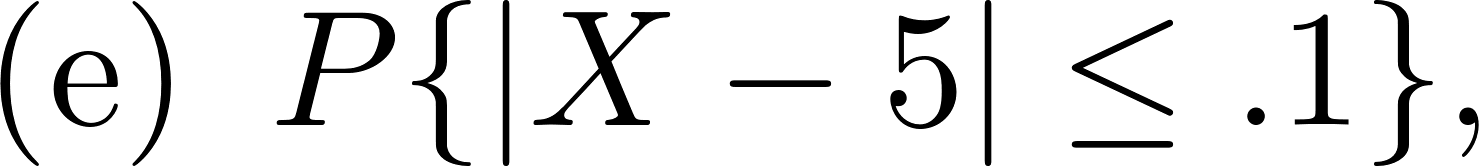 (e) P{|X − 5| ≤ .1},